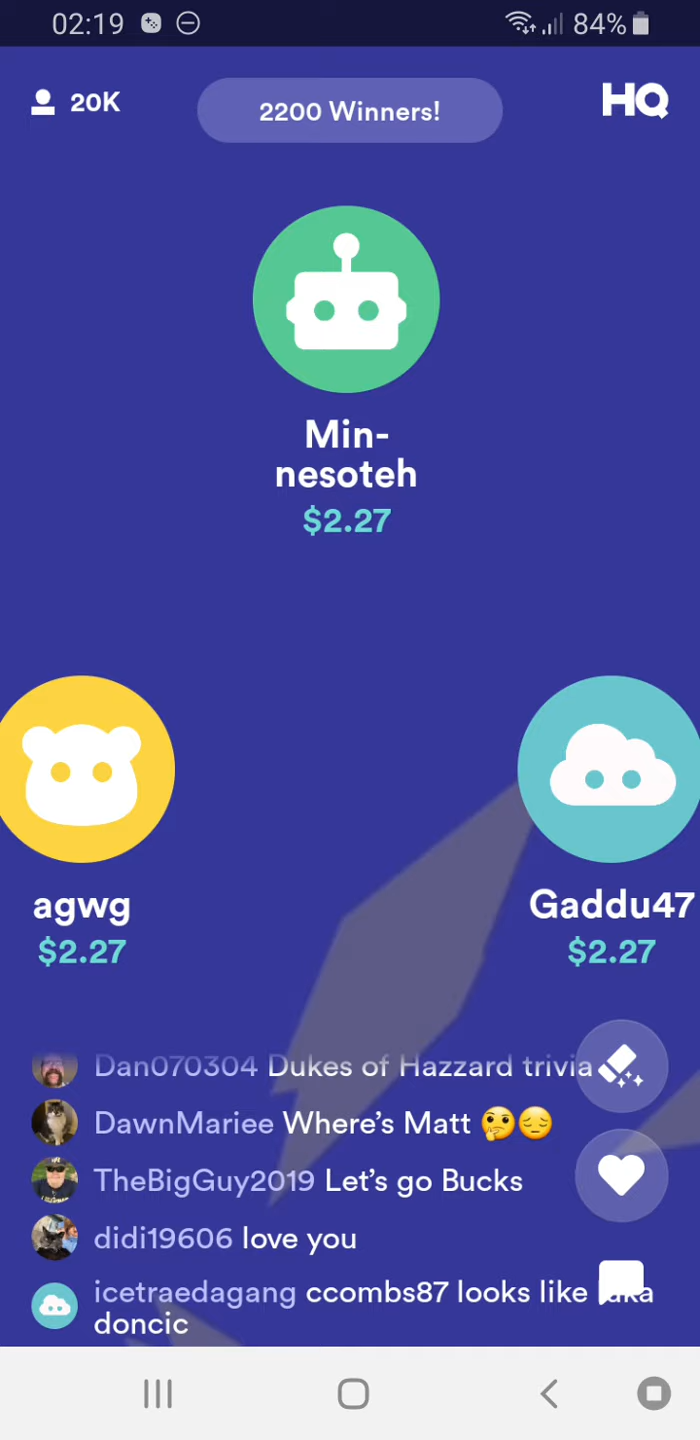 02:19
84%
20K
2200 Winners!
HQ
Min-
nesoteh
$2.27
agwg
$2.27
Gaddu47
$2.27
Dan070304 Dukes of Hazzard trivia
DawnMariee Where's Matt 🤔😔
TheBigGuy2019 Let's go Bucks
didi19606 love you
icetraedagang ccombs87 looks like luka
doncic